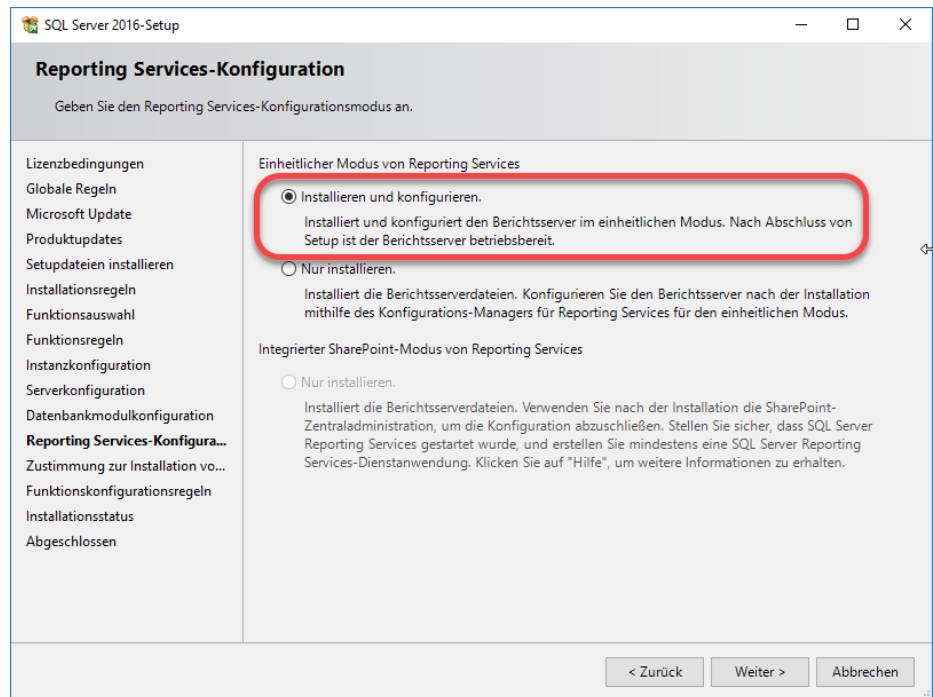 SQL Server 2016-Setup
Reporting Services-Konfiguration
Geben Sie den Reporting Services-Konfigurationsmodus an.
Lizenzbedingungen
Globale Regeln
Microsoft Update
Produktupdates
Setupdateien installieren
Installationsregeln
Funktionsauswahl
Funktionsregeln
Instanzkonfiguration
Serverkonfiguration
Datenbankmodulkonfiguration
Reporting Services-Konfigura...
Zustimmung zur Installation vo...
Funktionskonfigurationsregeln
Installationsstatus
Abgeschlossen
Einheitlicher Modus von Reporting Services
Installieren und konfigurieren.
Installiert und konfiguriert den Berichtsserver im einheitlichen Modus. Nach Abschluss von
Setup ist der Berichtsserver betriebsbereit.
Nur installieren.
Installiert die Berichtsserverdateien. Konfigurieren Sie den Berichtsserver nach der Installation
mithilfe des Konfigurations-Managers für Reporting Services für den einheitlichen Modus.
Integrierter SharePoint-Modus von Reporting Services
Nur installieren.
Installiert die Berichtsserverdateien. Verwenden Sie nach der Installation die SharePoint-
Zentraladministration, um die Konfiguration abzuschließen. Stellen Sie sicher, dass SQL Server
Reporting Services gestartet wurde, und erstellen Sie mindestens eine SQL Server Reporting
Services-Dienstanwendung. Klicken Sie auf "Hilfe", um weitere Informationen zu erhalten.
< Zurück
Weiter >
Abbrechen